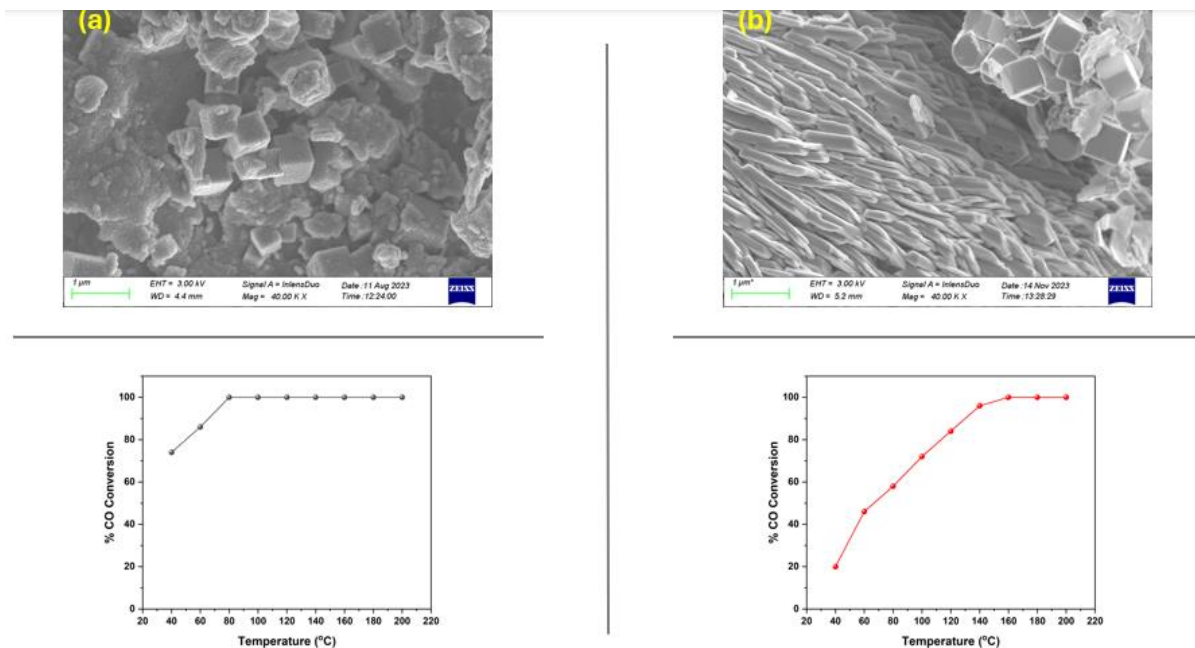 (a)
1 µm
EHT = 3.00 kV
Signal A = InlensDuo
Date :11 Aug 2023
WD = 4.4 mm
Mag = 40.00 K X
Time :12:24:00
ZEISS
(b)
1 µm*
EHT = 3.00 kV
Signal A = InlensDuo
Date :14 Nov 2023
WD = 5.2 mm
Mag = 40.00 K X
Time :13:28:29
ZEISS
% CO Conversion
100
80
60
40
20
0
20 40 60 80 100 120 140 160 180 200 220
Temperature (°C)
% CO Conversion
100
80
60
40
20
0
20 40 60 80 100 120 140 160 180 200 220
Temperature (°C)